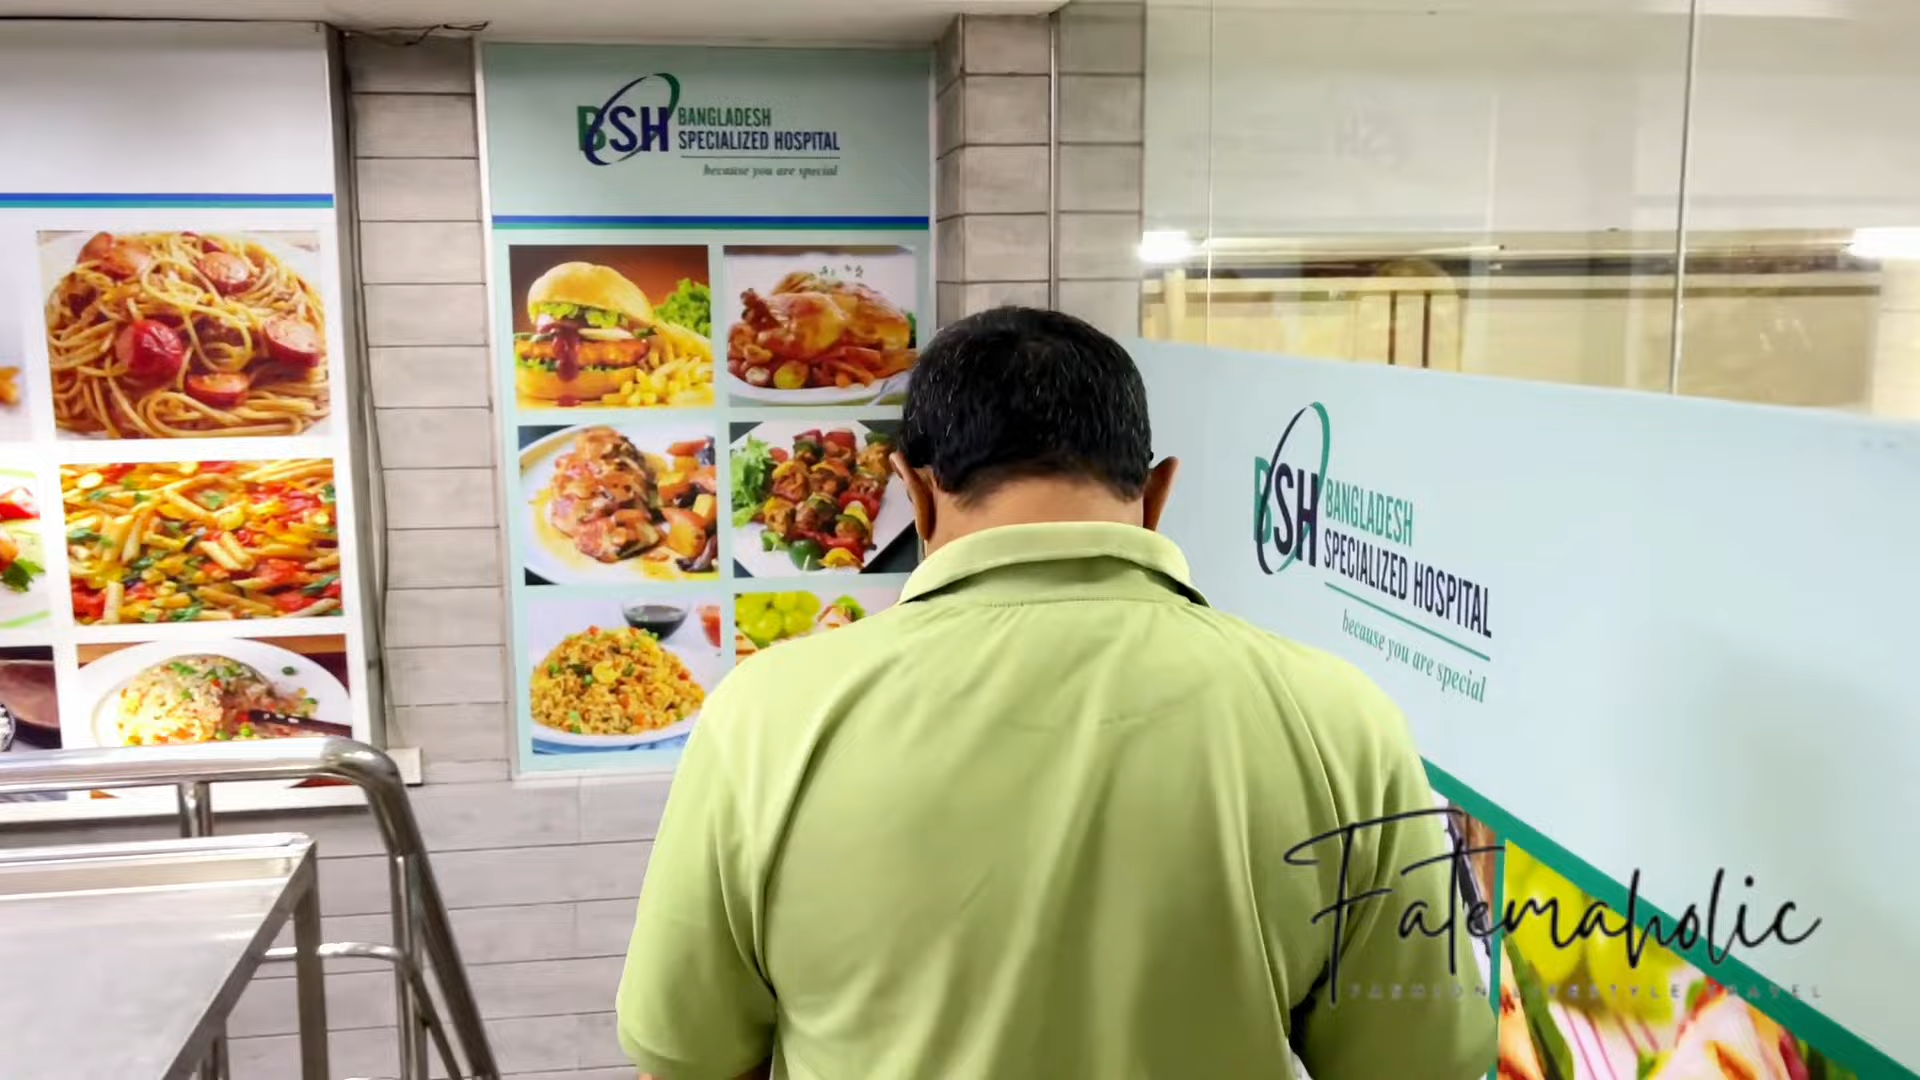 BSH BANGLADESH
SPECIALIZED HOSPITAL
because you are special
BSH BANGLADESH
SPECIALIZED HOSPITAL
because you are special
Fatemaholic
FASHION LIFESTYLE TRAVEL